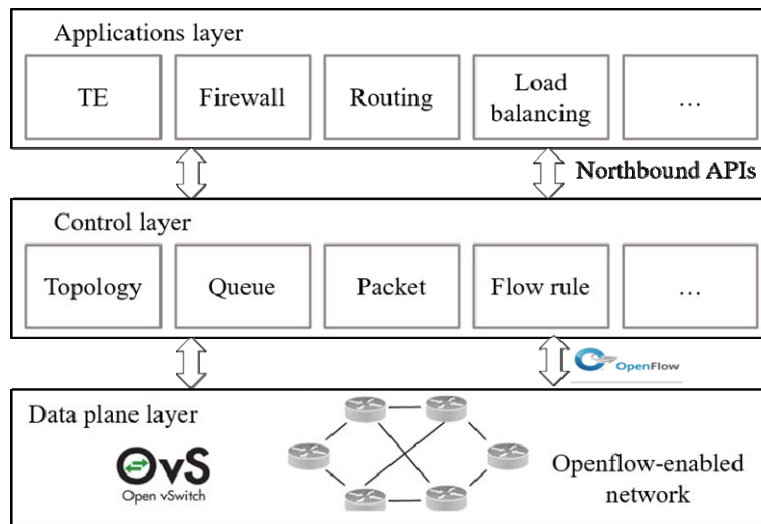 Applications layer
TE
Firewall
Routing
Load
balancing
...
Northbound APIs
Control layer
Topology
Queue
Packet
Flow rule
...
OpenFlow
Data plane layer
OvS
Open vSwitch
Openflow-enabled
network